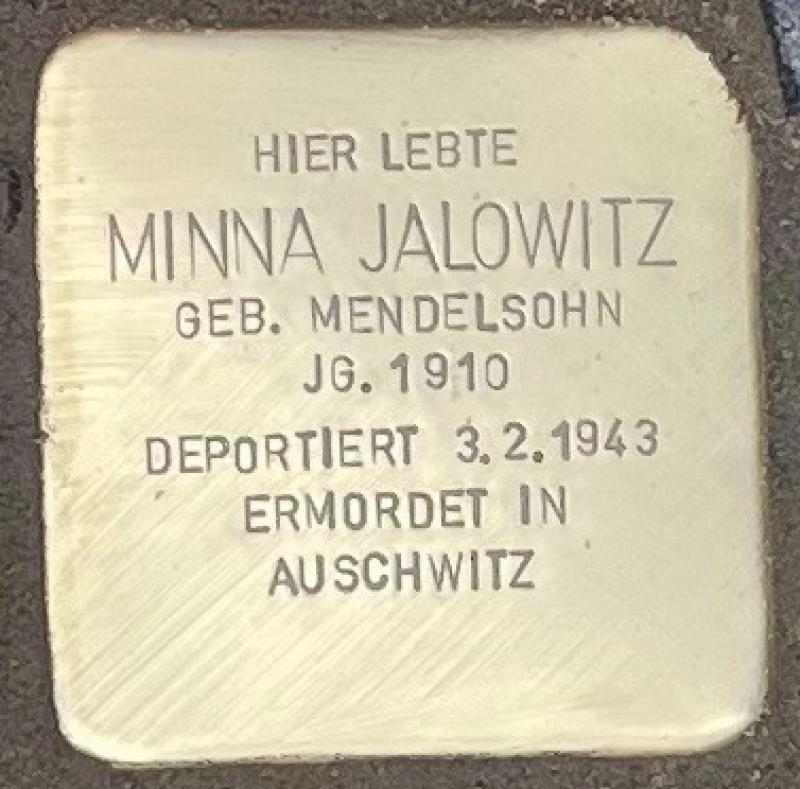 HIER LEBTE
MINNA JALOWITZ
GEB. MENDELSOHN
JG. 1910
DEPORTIERT 3.2.1943
ERMORDET IN
AUSCHWITZ